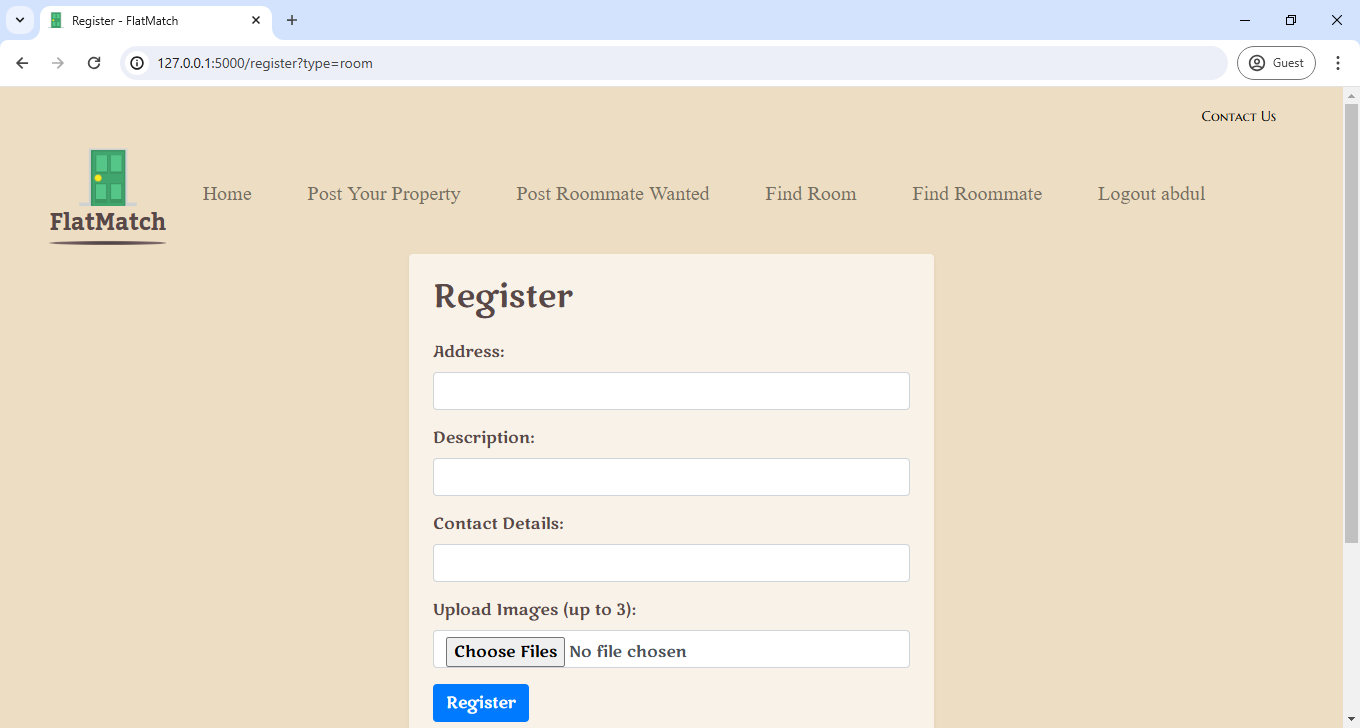 Register - FlatMatch
127.0.0.1:5000/register?type=room
Guest
Contact Us
FlatMatch
Home
Post Your Property
Post Roommate Wanted
Find Room
Find Roommate
Logout abdul
Register
Address:
Description:
Contact Details:
Upload Images (up to 3):
Choose Files No file chosen
Register